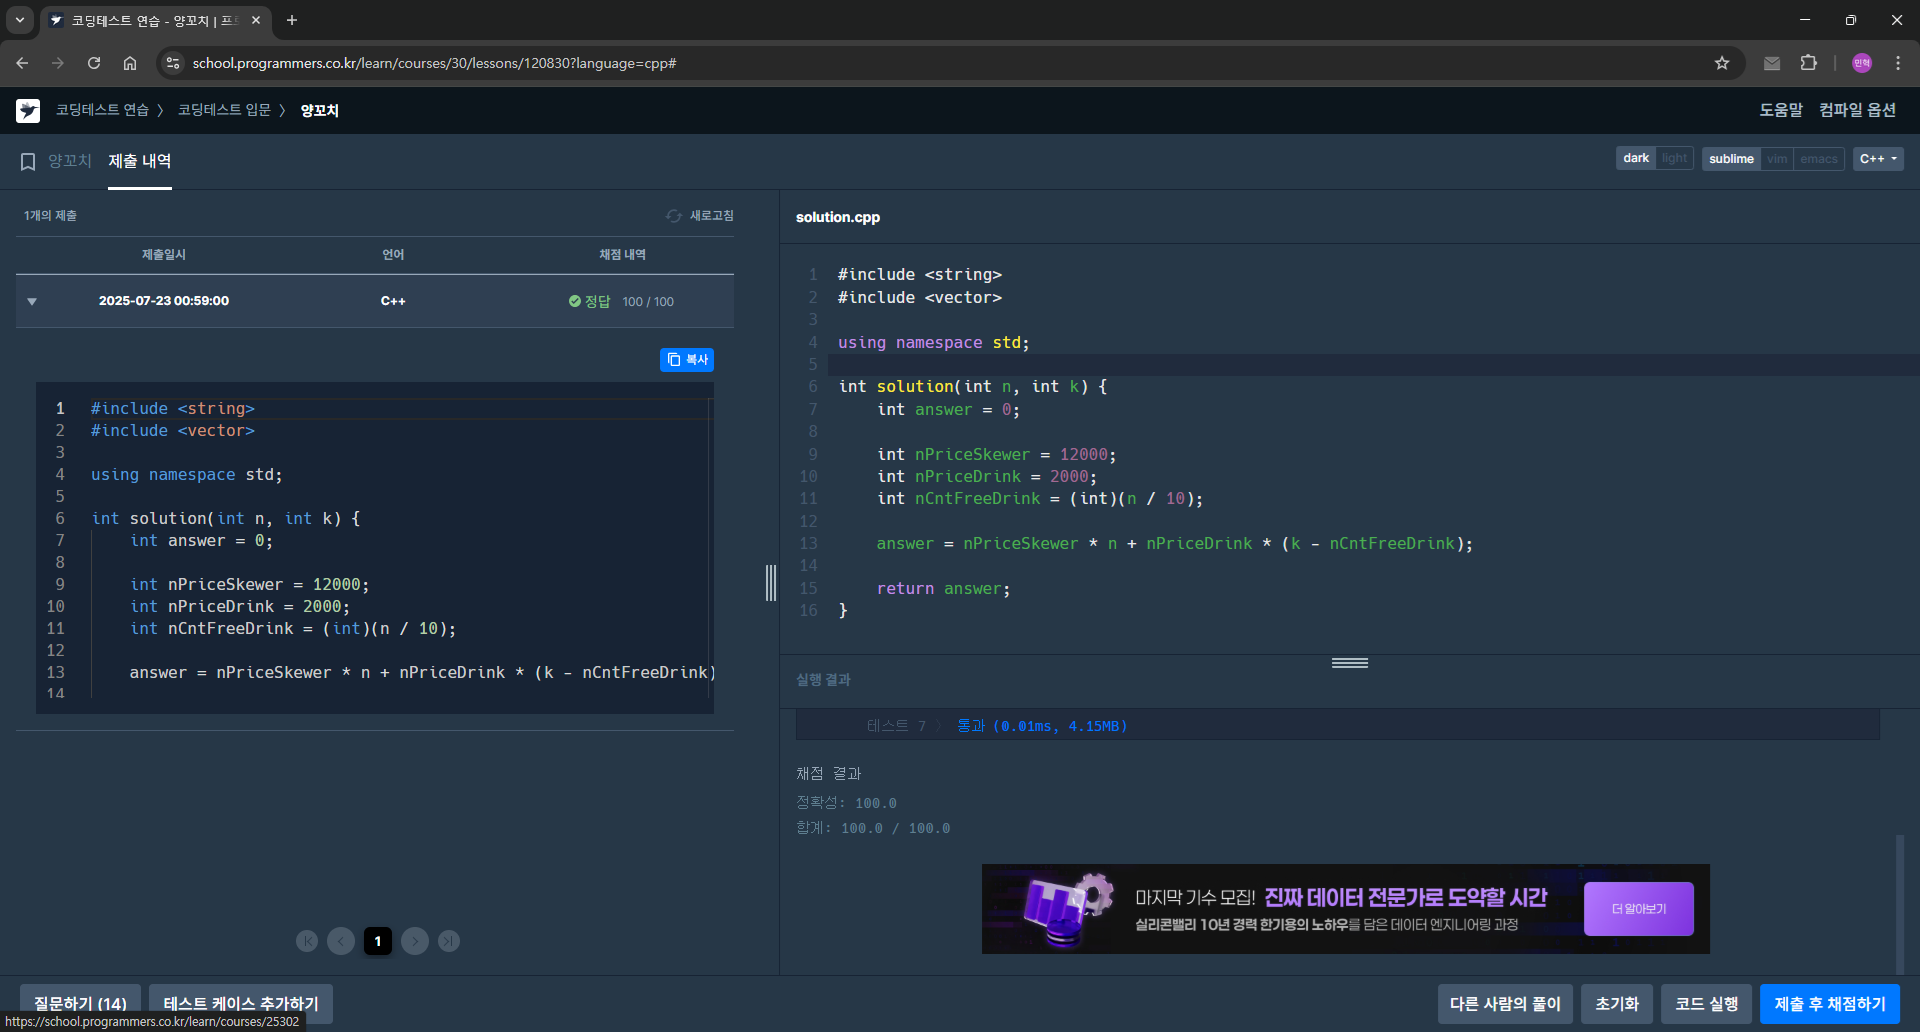 코딩테스트 연습 - 양꼬치 | 프
school.programmers.co.kr/learn/courses/30/lessons/120830?language=cpp#
민혁
코딩테스트 연습 〉 코딩테스트 입문 〉 양꼬치
도움말 컴파일 옵션
양꼬치 제출 내역
dark light sublime vim emacs C++
1개의 제출
새로고침
제출일시 언어 채점 내역
2025-07-23 00:59:00 C++ 정답 100 / 100
복사
1 #include <string>
2 #include <vector>
3
4 using namespace std;
5
6 int solution(int n, int k) {
7 int answer = 0;
8
9 int nPriceSkewer = 12000;
10 int nPriceDrink = 2000;
11 int nCntFreeDrink = (int)(n / 10);
12
13 answer = nPriceSkewer * n + nPriceDrink * (k - nCntFreeDrink)
14
1
solution.cpp
1 #include <string>
2 #include <vector>
3
4 using namespace std;
5
6 int solution(int n, int k) {
7 int answer = 0;
8
9 int nPriceSkewer = 12000;
10 int nPriceDrink = 2000;
11 int nCntFreeDrink = (int)(n / 10);
12
13 answer = nPriceSkewer * n + nPriceDrink * (k - nCntFreeDrink);
14
15 return answer;
16 }
실행 결과
테스트 7 〉 통과 (0.01ms, 4.15MB)
채점 결과
정확성: 100.0
합계: 100.0 / 100.0
마지막 기수 모집! 진짜 데이터 전문가로 도약할 시간
실리콘밸리 10년 경력 한기용의 노하우를 담은 데이터 엔지니어링 과정
더 알아보기
질문하기 (14) 테스트 케이스 추가하기
다른 사람의 풀이 초기화 코드 실행 제출 후 채점하기
https://school.programmers.co.kr/learn/courses/25302